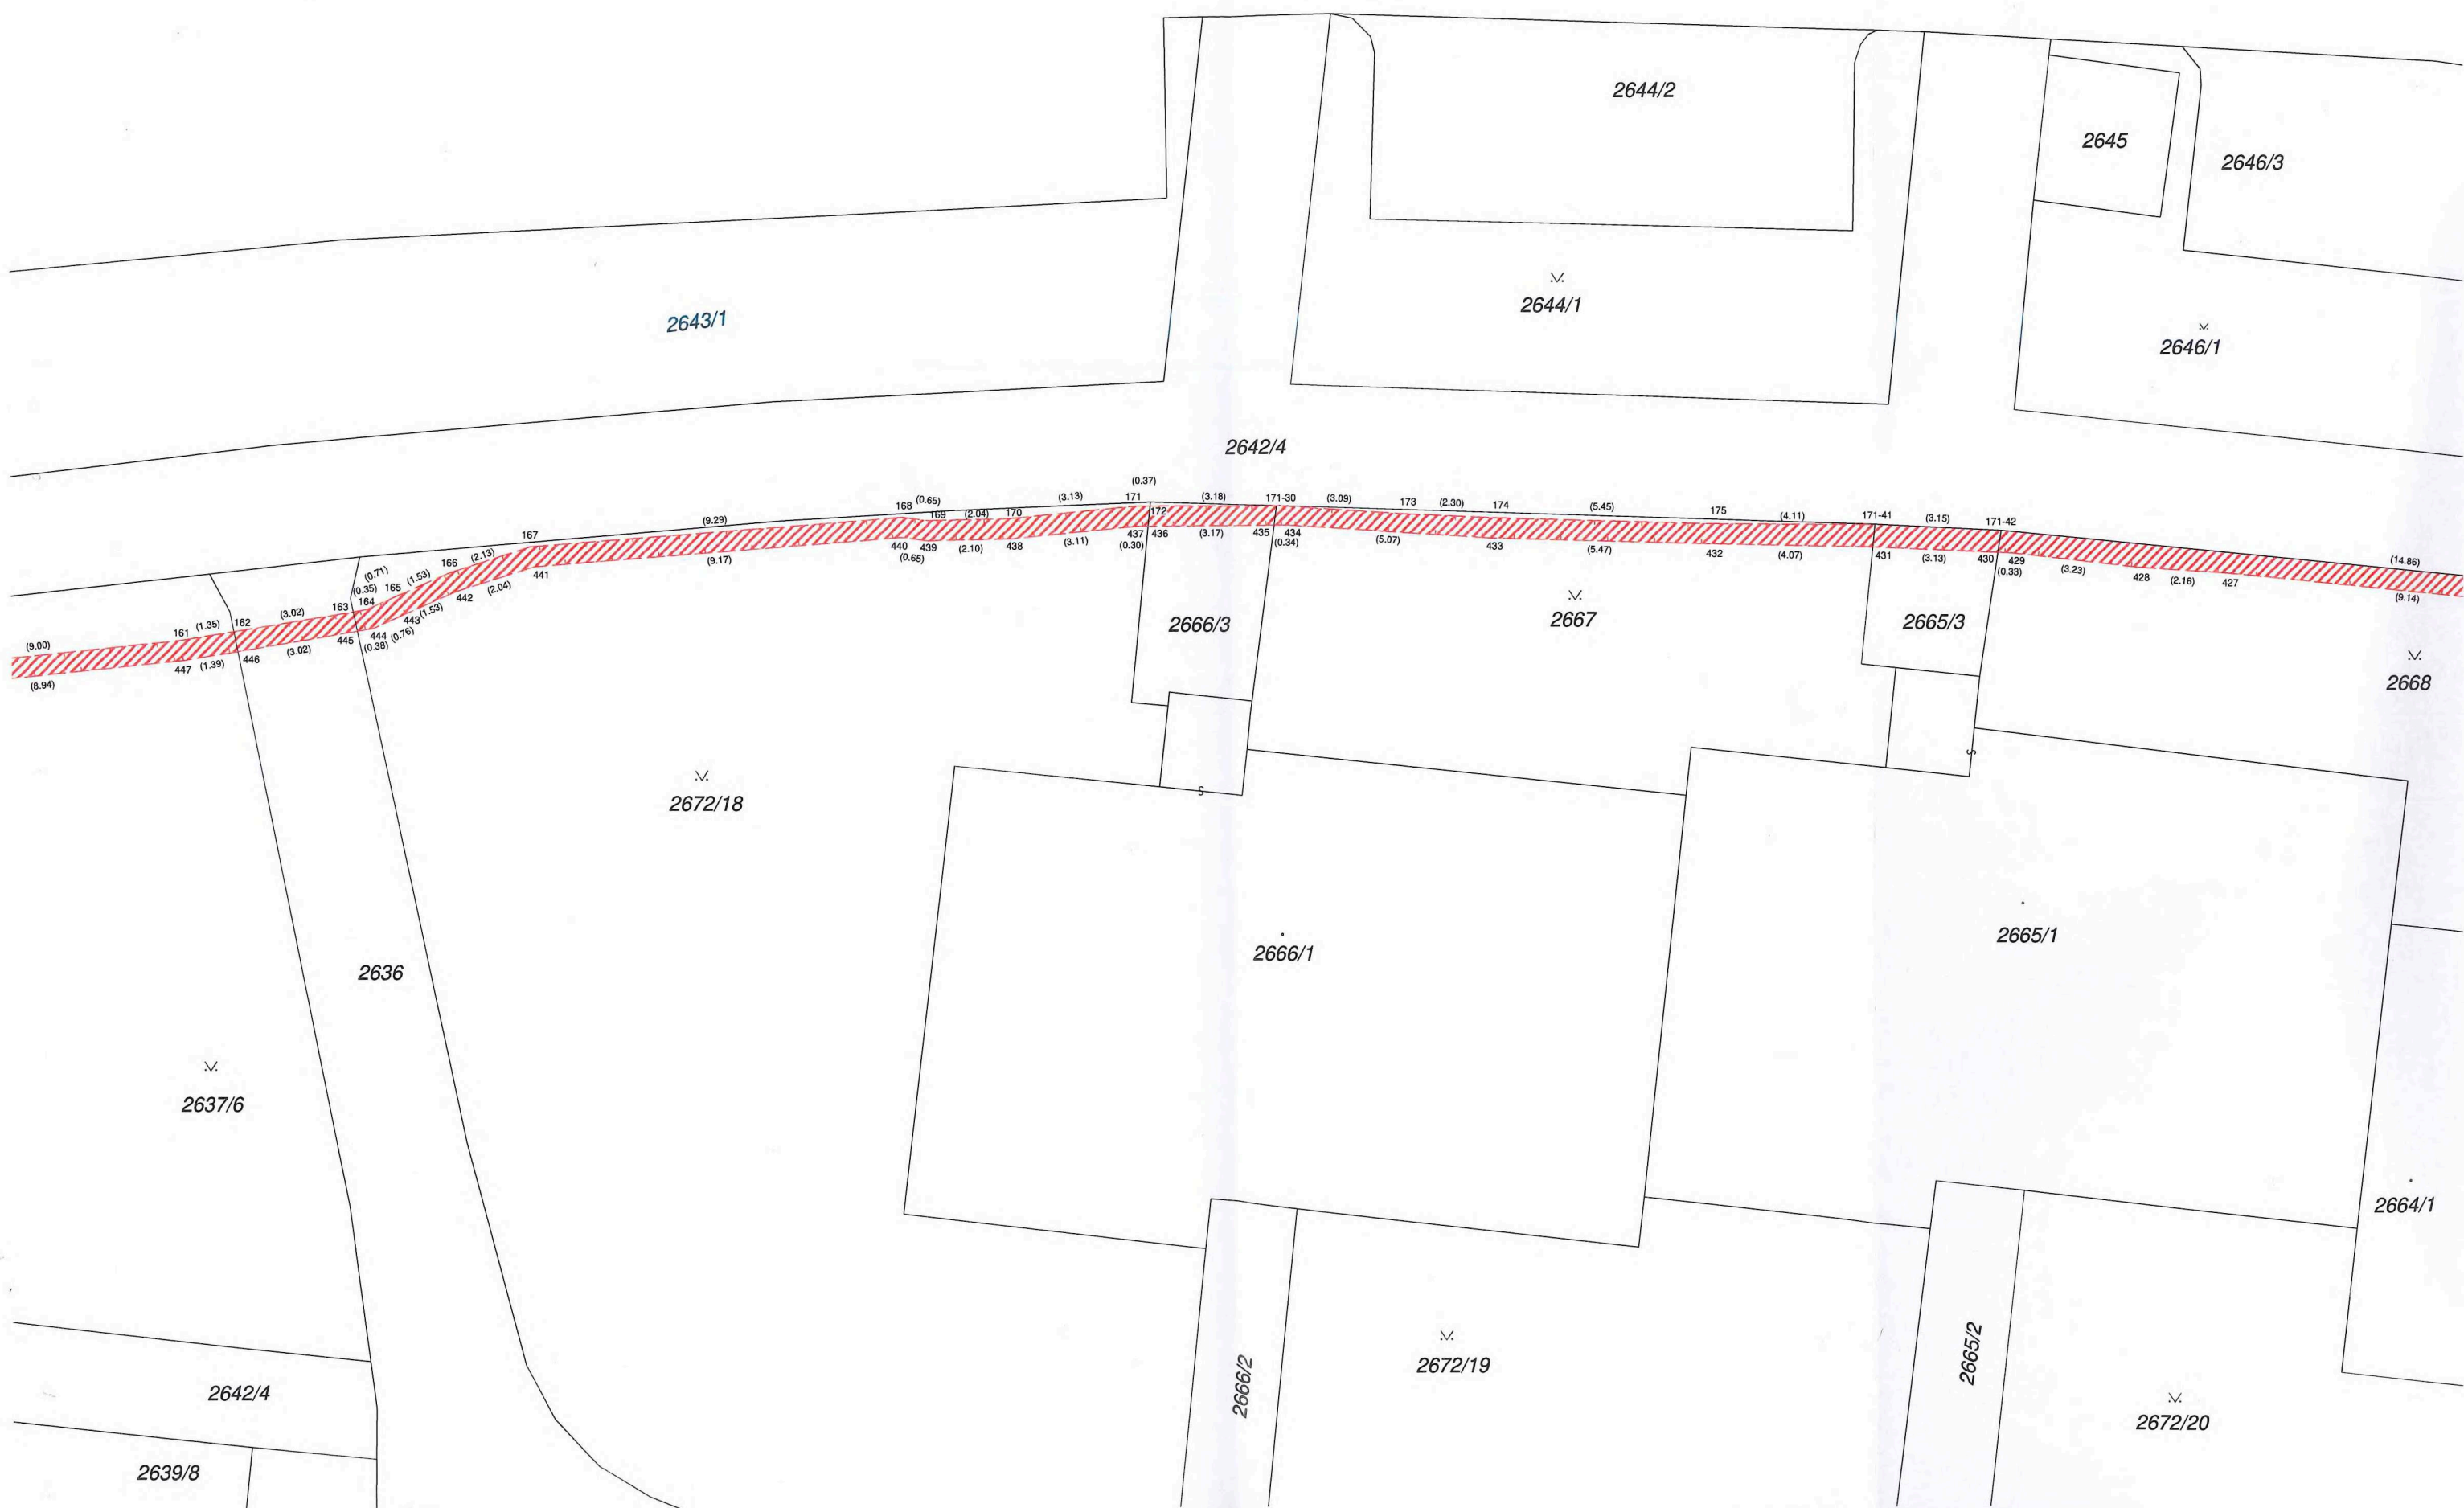 2644/2
2645
2646/3
2644/1
2643/1
2646/1
2642/4
(0.37)
168 (0.65) (3.13) 171 (3.18) 171-30 (3.09) 173 (2.30) 174 (5.45) 175 (4.11) 171-41 (3.15) 171-42
167 (9.29) 169 (2.04) 170 172
437 436 (3.17) 435 434
440 439 (2.10) 438 (3.11) (0.30) (0.34) (5.07) 433 (5.47) 432 (4.07) 431 (3.13) 430 429
(0.65) (9.17) (0.33) (3.23) 428 (2.16) 427 (14.86)
(9.14)
(0.71) 166 (2.13)
(0.35) 165 (1.53) 441
163 164 442 (2.04)
161 (1.35) 162 (3.02) 443 (1.53)
(9.00) 445 444 (0.76)
447 (1.39) 446 (3.02) (0.38)
(8.94)
2666/3
2667
2665/3
2668
S
S
2672/18
2666/1
2665/1
2636
2637/6
2664/1
2666/2
2672/19
2665/2
2642/4
2672/20
2639/8